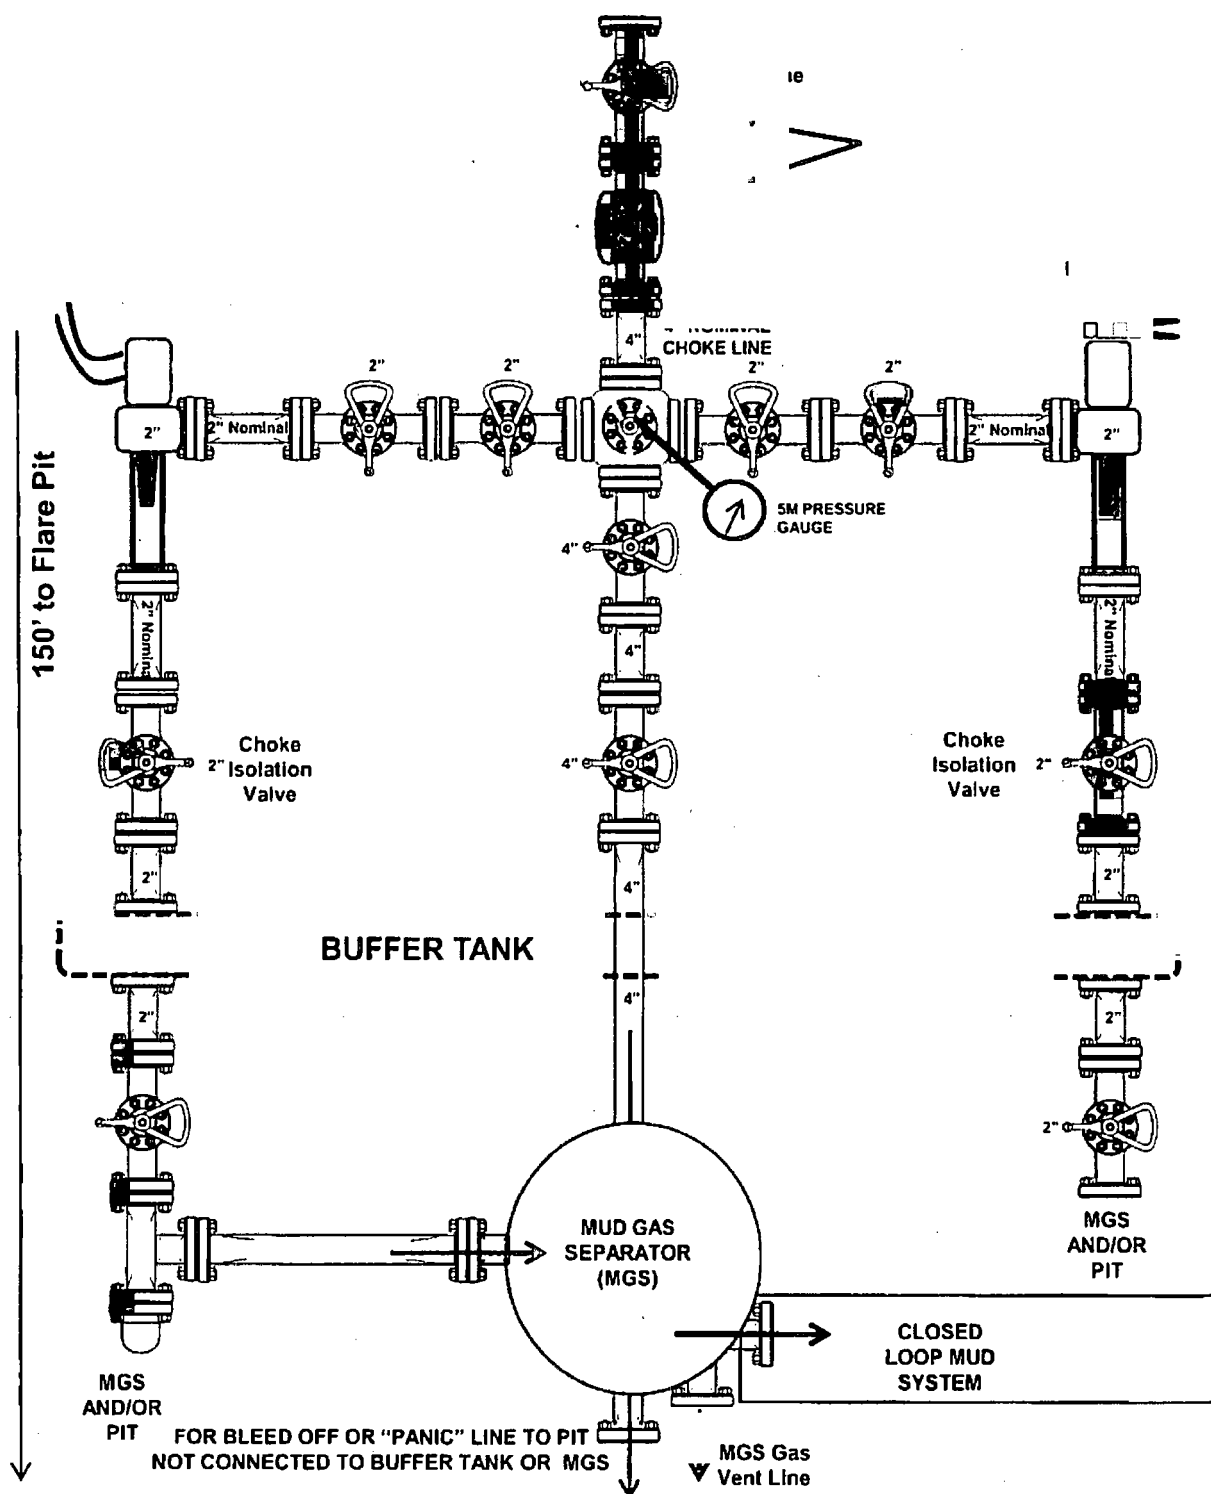 4"
CHOKE LINE
2"
2"
2"
2"
2"
2" Nominal
2" Nominal
2"
5M PRESSURE
GAUGE
4"
150' to Flare Pit
2" Nominal
4"
2" Nominal
Choke
Isolation
Valve
2"
4"
Choke
Isolation
Valve
2"
2"
4"
2"
BUFFER TANK
2"
4"
2"
2"
MUD GAS
SEPARATOR
(MGS)
MGS
AND/OR
PIT
CLOSED
LOOP MUD
SYSTEM
MGS
AND/OR
PIT
FOR BLEED OFF OR "PANIC" LINE TO PIT
NOT CONNECTED TO BUFFER TANK OR MGS
MGS Gas
Vent Line